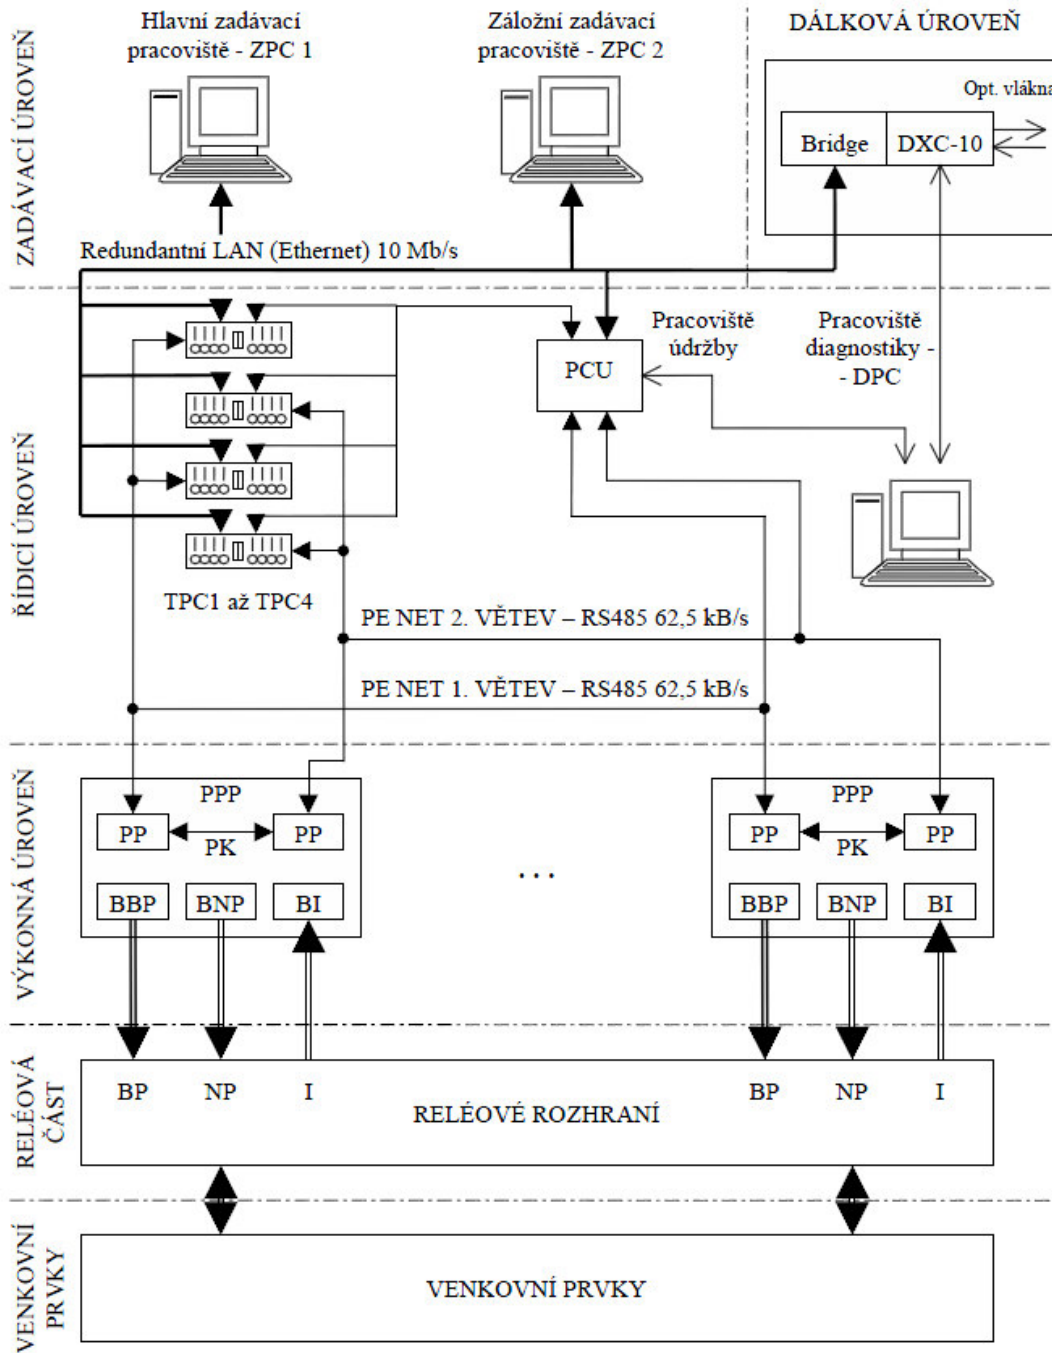 ZADÁVACÍ ÚROVEŇ
Hlavní zadávací
pracoviště - ZPC 1
Záložní zadávací
pracoviště - ZPC 2
DÁLKOVÁ ÚROVEŇ
Opt. vlákna
Bridge
DXC-10
Redundantní LAN (Ethernet) 10 Mb/s
ŘÍDICÍ ÚROVEŇ
PCU
Pracoviště
údržby
Pracoviště
diagnostiky -
- DPC
TPC1 až TPC4
PE NET 2. VĚTEV – RS485 62,5 kB/s
PE NET 1. VĚTEV – RS485 62,5 kB/s
VÝKONNÁ ÚROVEŇ
PPP
PP
PK
PP
BBP
BNP
BI
. . .
PPP
PP
PK
PP
BBP
BNP
BI
RELÉOVÁ
ČÁST
BP
NP
I
RELÉOVÉ ROZHRANÍ
BP
NP
I
VENKOVNÍ
PRVKY
VENKOVNÍ PRVKY